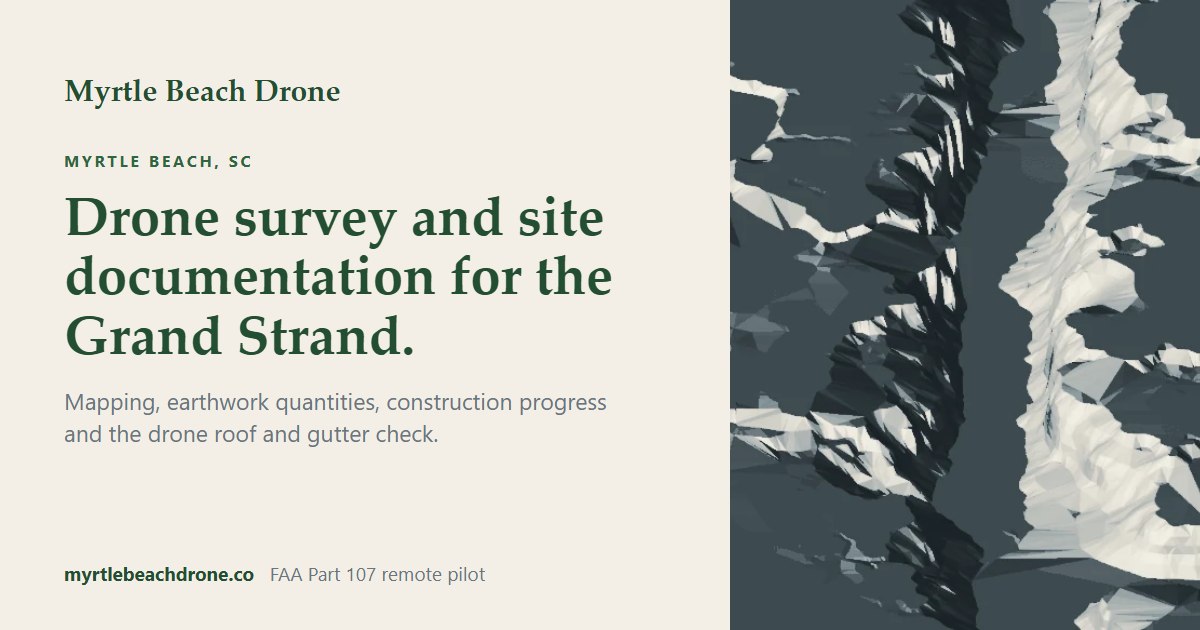 Myrtle Beach Drone
MYRTLE BEACH, SC
Drone survey and site
documentation for the
Grand Strand.
Mapping, earthwork quantities, construction progress
and the drone roof and gutter check.
myrtlebeachdrone.co FAA Part 107 remote pilot